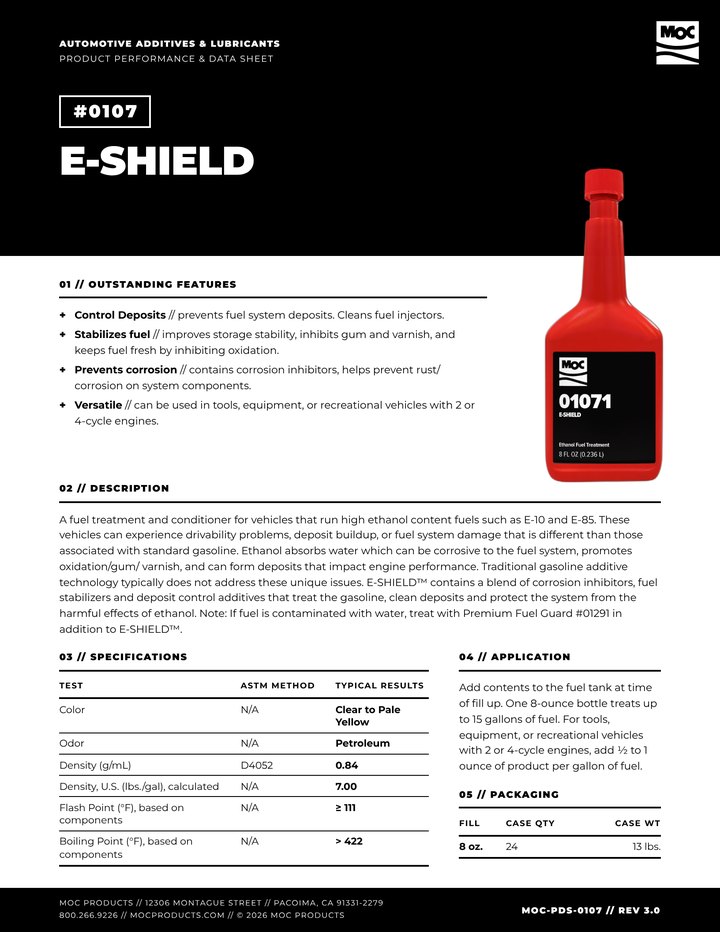 AUTOMOTIVE ADDITIVES & LUBRICANTS
PRODUCT PERFORMANCE & DATA SHEET
MOC
#0107
E-SHIELD
01 // OUTSTANDING FEATURES
+ Control Deposits // prevents fuel system deposits. Cleans fuel injectors.
+ Stabilizes fuel // improves storage stability, inhibits gum and varnish, and
keeps fuel fresh by inhibiting oxidation.
+ Prevents corrosion // contains corrosion inhibitors, helps prevent rust/
corrosion on system components.
+ Versatile // can be used in tools, equipment, or recreational vehicles with 2 or
4-cycle engines.
MOC
01071
E-SHIELD
Ethanol Fuel Treatment
8 FL OZ (0.236 L)
02 // DESCRIPTION
A fuel treatment and conditioner for vehicles that run high ethanol content fuels such as E-10 and E-85. These
vehicles can experience drivability problems, deposit buildup, or fuel system damage that is different than those
associated with standard gasoline. Ethanol absorbs water which can be corrosive to the fuel system, promotes
oxidation/gum/ varnish, and can form deposits that impact engine performance. Traditional gasoline additive
technology typically does not address these unique issues. E-SHIELD™ contains a blend of corrosion inhibitors, fuel
stabilizers and deposit control additives that treat the gasoline, clean deposits and protect the system from the
harmful effects of ethanol. Note: If fuel is contaminated with water, treat with Premium Fuel Guard #01291 in
addition to E-SHIELD™.
03 // SPECIFICATIONS
TEST ASTM METHOD TYPICAL RESULTS
Color N/A Clear to Pale
Yellow
Odor N/A Petroleum
Density (g/mL) D4052 0.84
Density, U.S. (lbs./gal), calculated N/A 7.00
Flash Point (°F), based on N/A ≥ 111
components
Boiling Point (°F), based on N/A > 422
components
04 // APPLICATION
Add contents to the fuel tank at time
of fill up. One 8-ounce bottle treats up
to 15 gallons of fuel. For tools,
equipment, or recreational vehicles
with 2 or 4-cycle engines, add ½ to 1
ounce of product per gallon of fuel.
05 // PACKAGING
FILL CASE QTY CASE WT
8 oz. 24 13 lbs.
MOC PRODUCTS // 12306 MONTAGUE STREET // PACOIMA, CA 91331-2279
800.266.9226 // MOCPRODUCTS.COM // © 2026 MOC PRODUCTS
MOC-PDS-0107 // REV 3.0